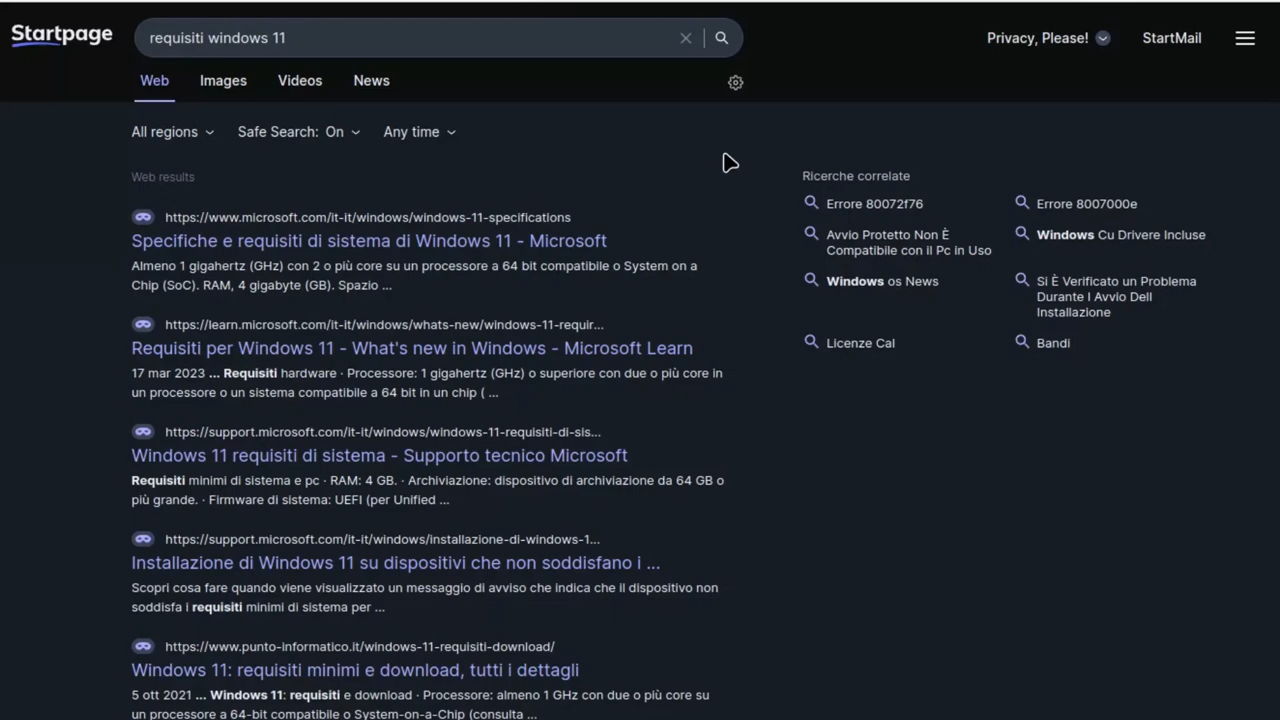 Startpage
requisiti windows 11
Privacy, Please!
StartMail
Web
Images
Videos
News
All regions
Safe Search: On
Any time
Web results
https://www.microsoft.com/it-it/windows/windows-11-specifications
Specifiche e requisiti di sistema di Windows 11 - Microsoft
Almeno 1 gigahertz (GHz) con 2 o più core su un processore a 64 bit compatibile o System on a
Chip (SoC). RAM, 4 gigabyte (GB). Spazio ...
https://learn.microsoft.com/it-it/windows/whats-new/windows-11-requir...
Requisiti per Windows 11 - What's new in Windows - Microsoft Learn
17 mar 2023 ... Requisiti hardware · Processore: 1 gigahertz (GHz) o superiore con due o più core in
un processore o un sistema compatibile a 64 bit in un chip ( ...
https://support.microsoft.com/it-it/windows/windows-11-requisiti-di-sis...
Windows 11 requisiti di sistema - Supporto tecnico Microsoft
Requisiti minimi di sistema e pc · RAM: 4 GB. · Archiviazione: dispositivo di archiviazione da 64 GB o
più grande. · Firmware di sistema: UEFI (per Unified ...
https://support.microsoft.com/it-it/windows/installazione-di-windows-1...
Installazione di Windows 11 su dispositivi che non soddisfano i ...
Scopri cosa fare quando viene visualizzato un messaggio di avviso che indica che il dispositivo non
soddisfa i requisiti minimi di sistema per ...
https://www.punto-informatico.it/windows-11-requisiti-download/
Windows 11: requisiti minimi e download, tutti i dettagli
5 ott 2021 ... Windows 11: requisiti e download · Processore: almeno 1 GHz con due o più core su
un processore a 64-bit compatibile o System-on-a-Chip (consulta ...
Ricerche correlate
Errore 80072f76
Errore 8007000e
Avvio Protetto Non È
Compatibile con il Pc in Uso
Windows Cu Drivere Incluse
Windows os News
Si È Verificato un Problema
Durante l Avvio Dell
Installazione
Licenze Cal
Bandi